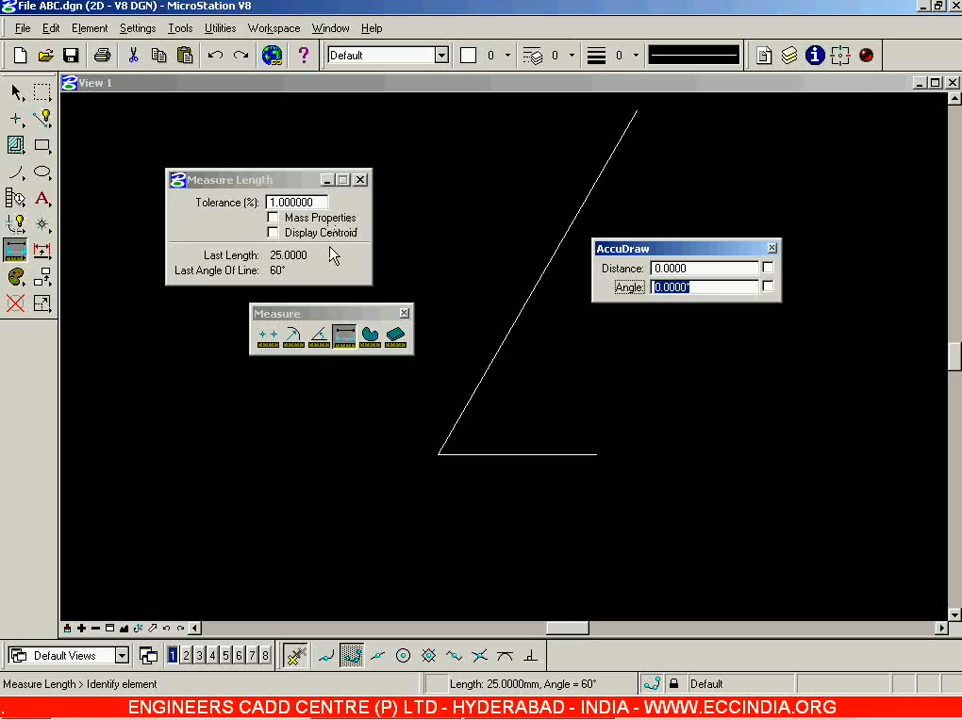 File ABC.dgn (2D - V8 DGN) - MicroStation V8
File Edit Element Settings Tools Utilities Workspace Window Help
Default 0 0 0
View 1
Measure Length
Tolerance (%): 1.000000
Mass Properties
Display Centroid
Last Length: 25.0000
Last Angle Of Line: 60°
AccuDraw
Distance: 0.0000
Angle: 0.0000°
Measure
Default Views 1 2 3 4 5 6 7 8
Measure Length > Identify element Length: 25.0000mm, Angle = 60° Default
. ENGINEERS CADD CENTRE (P) LTD - HYDERABAD - INDIA - WWW.ECCINDIA.ORG